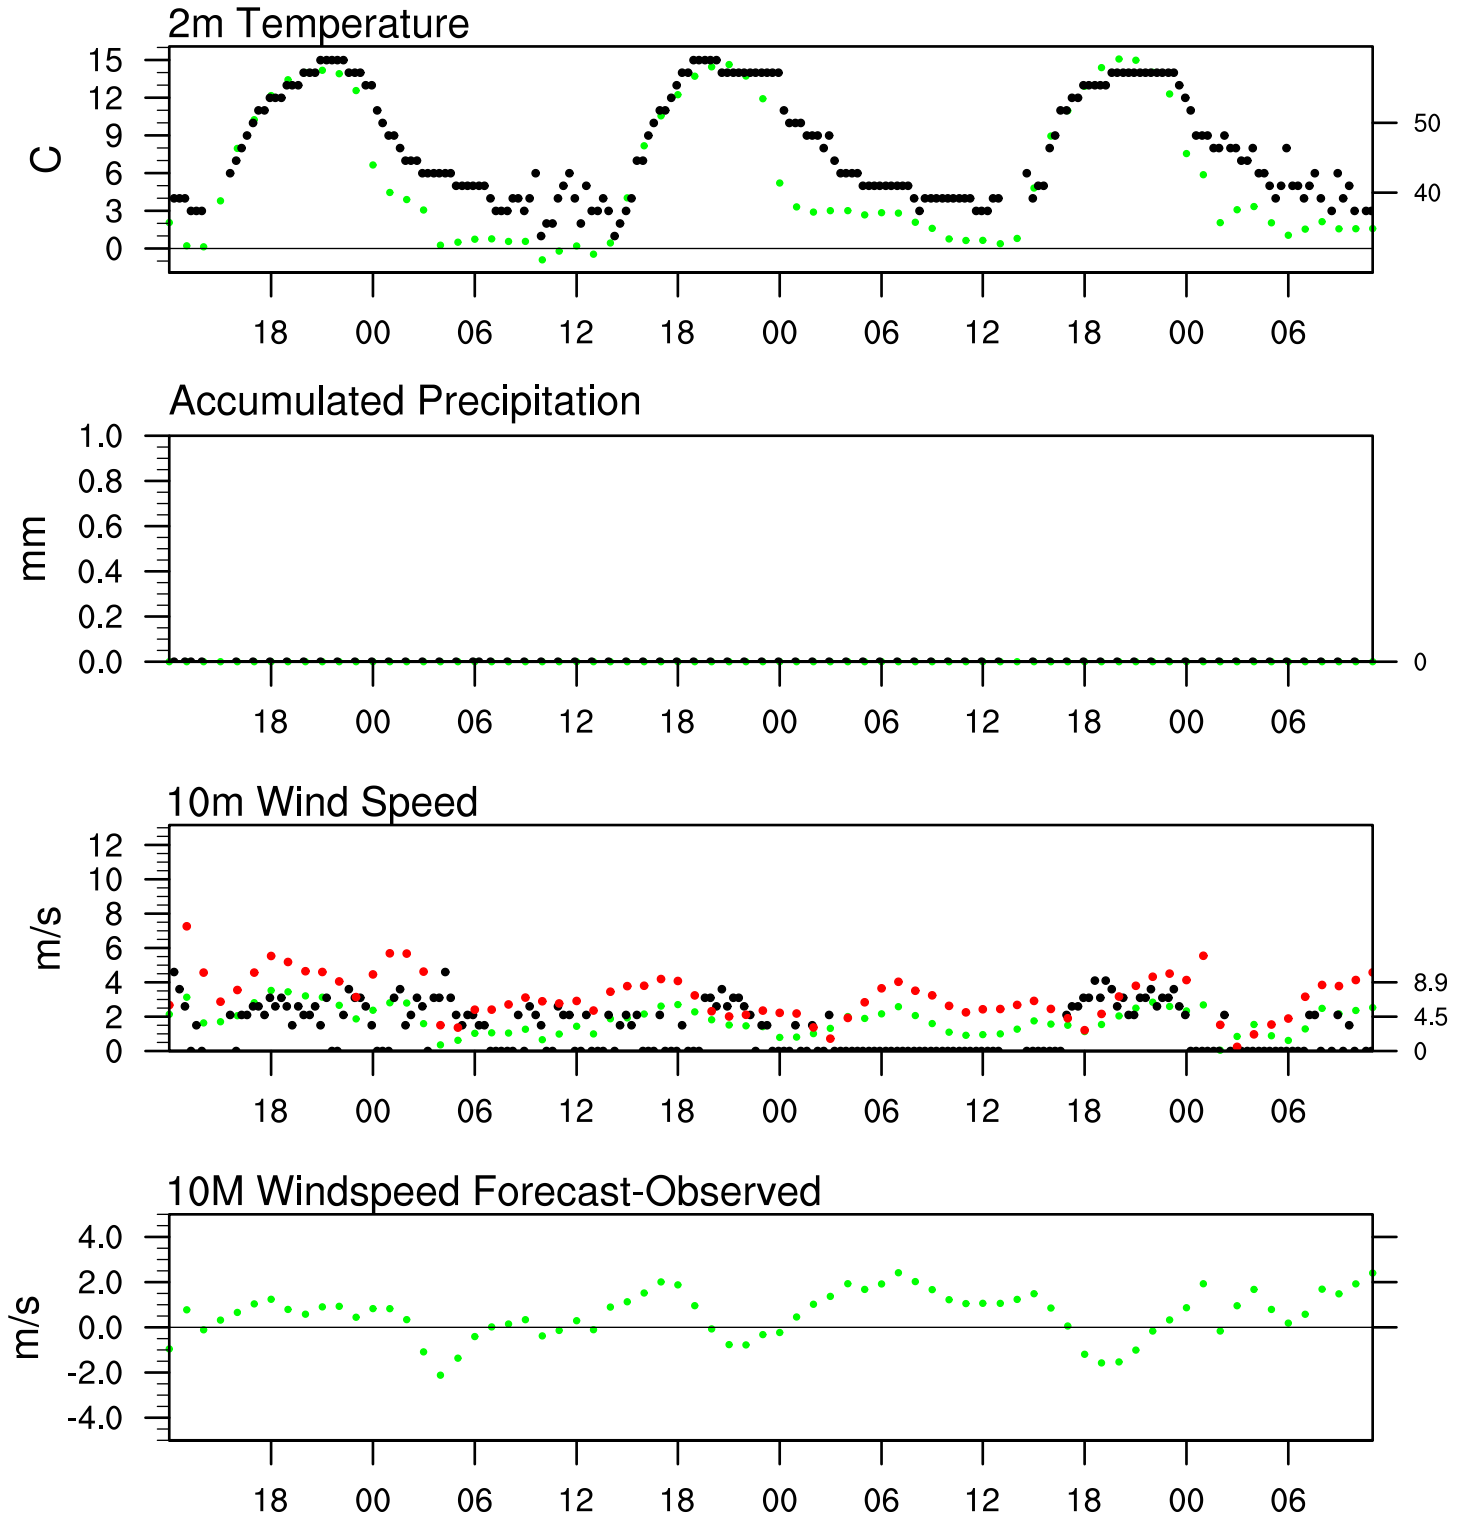 2m Temperature
15
12
9
6
3
0
C
50
40
18 00 06 12 18 00 06 12 18 00 06
Accumulated Precipitation
1.0
0.8
0.6
0.4
0.2
0.0
mm
0
18 00 06 12 18 00 06 12 18 00 06
10m Wind Speed
12
10
8
6
4
2
0
m/s
8.9
4.5
0
18 00 06 12 18 00 06 12 18 00 06
10M Windspeed Forecast-Observed
4.0
2.0
0.0
-2.0
-4.0
m/s
18 00 06 12 18 00 06 12 18 00 06